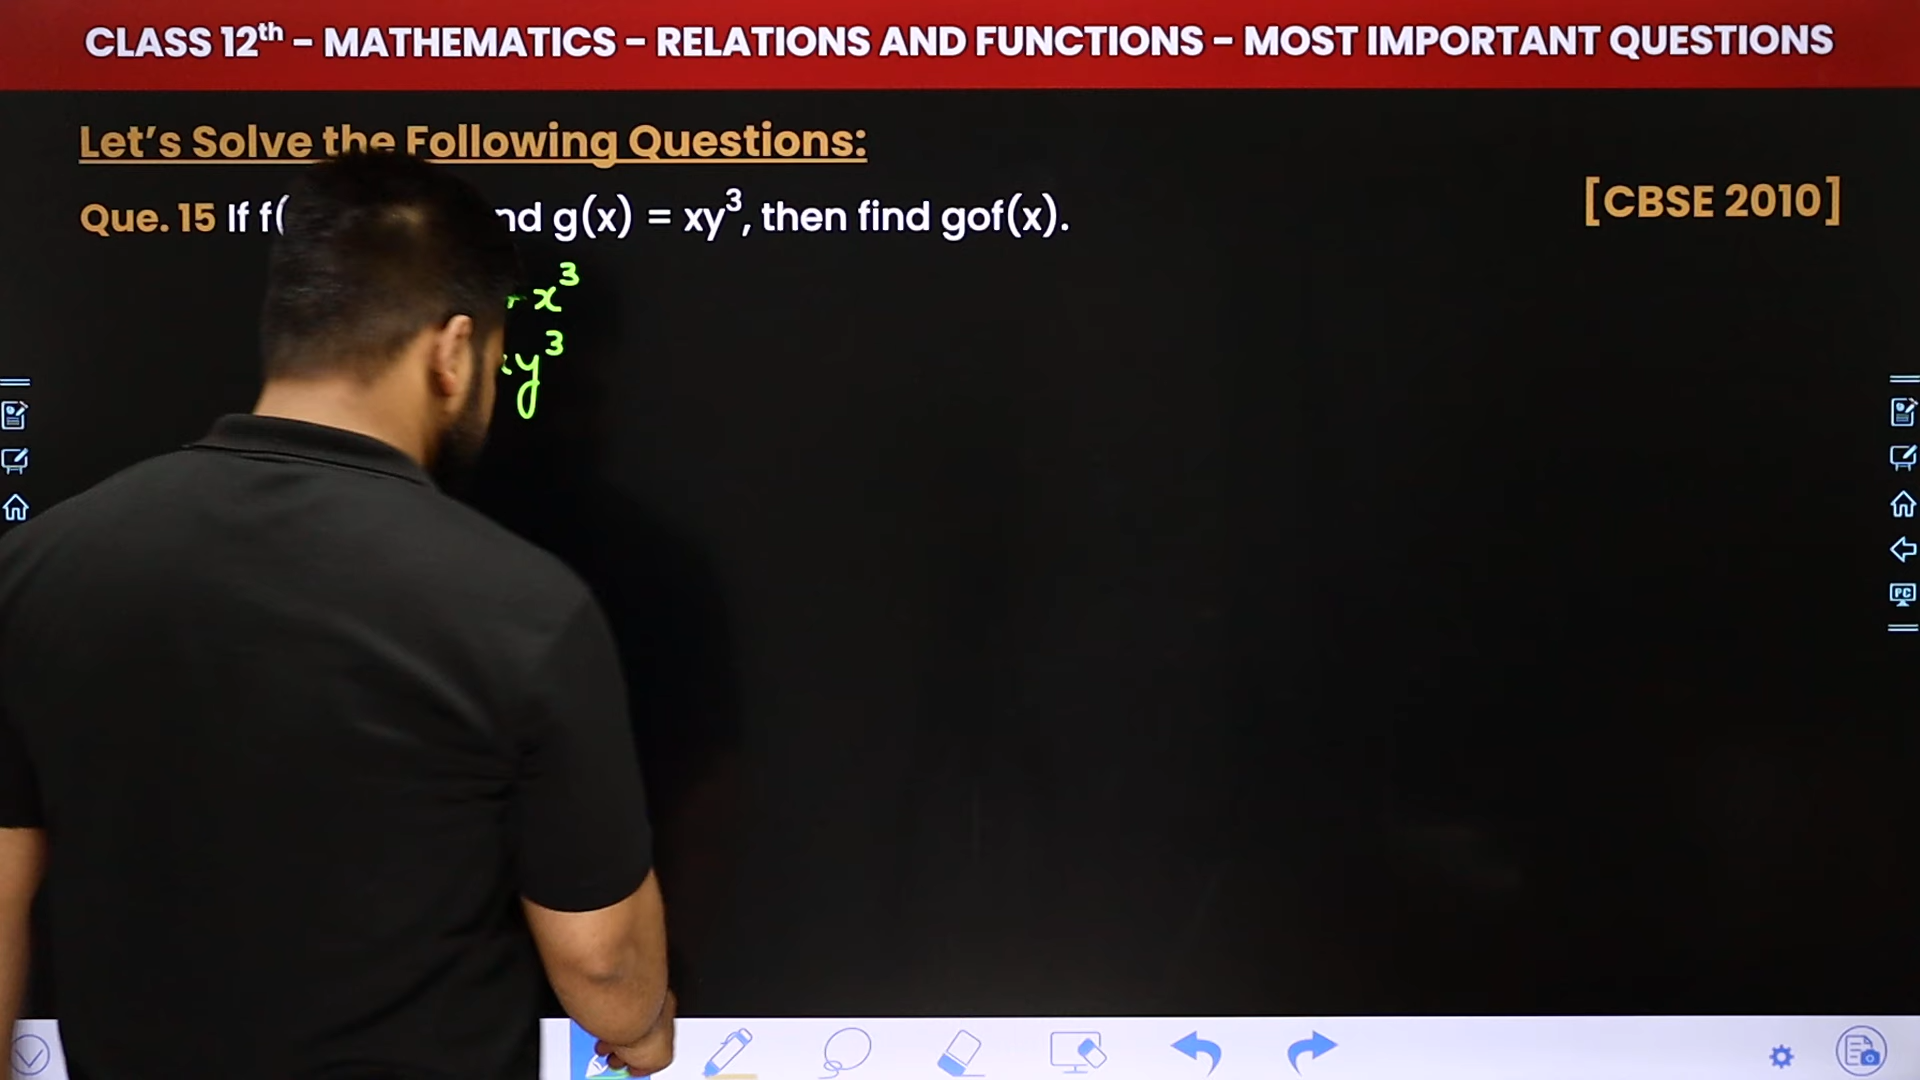 CLASS 12th - MATHEMATICS - RELATIONS AND FUNCTIONS - MOST IMPORTANT QUESTIONS
Let's Solve the Following Questions:
[CBSE 2010]
Que. 15 If f( nd g(x) = xy³, then find gof(x).
x³
y³
PC